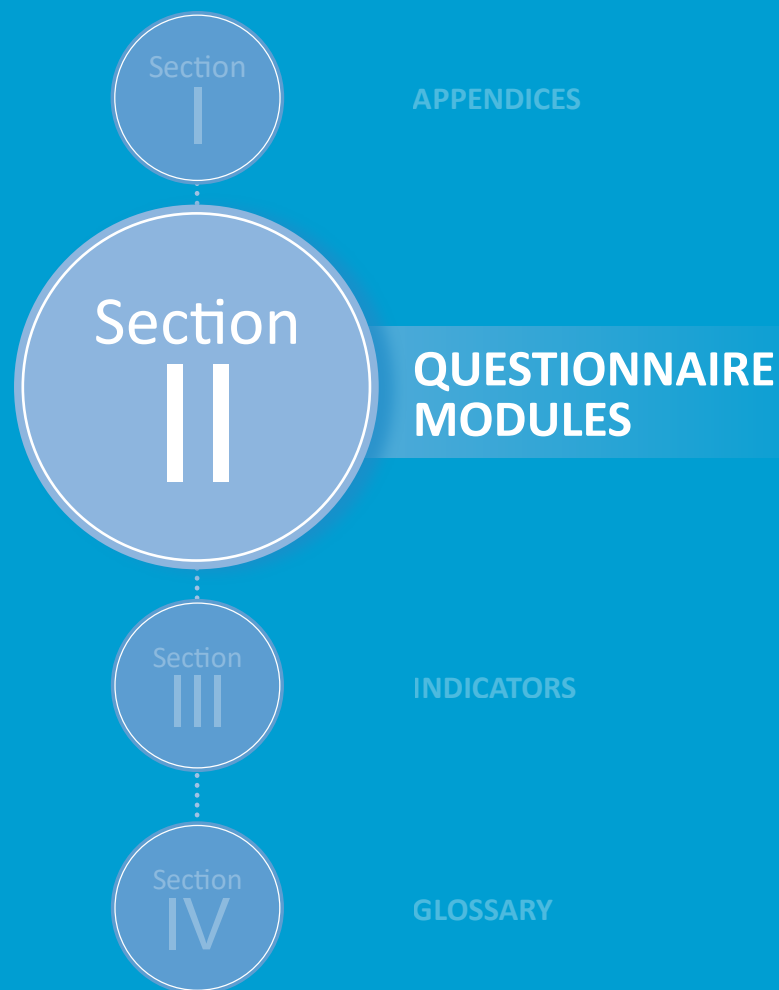 Section
I
APPENDICES
Section
II
QUESTIONNAIRE
MODULES
Section
III
INDICATORS
Section
IV
GLOSSARY